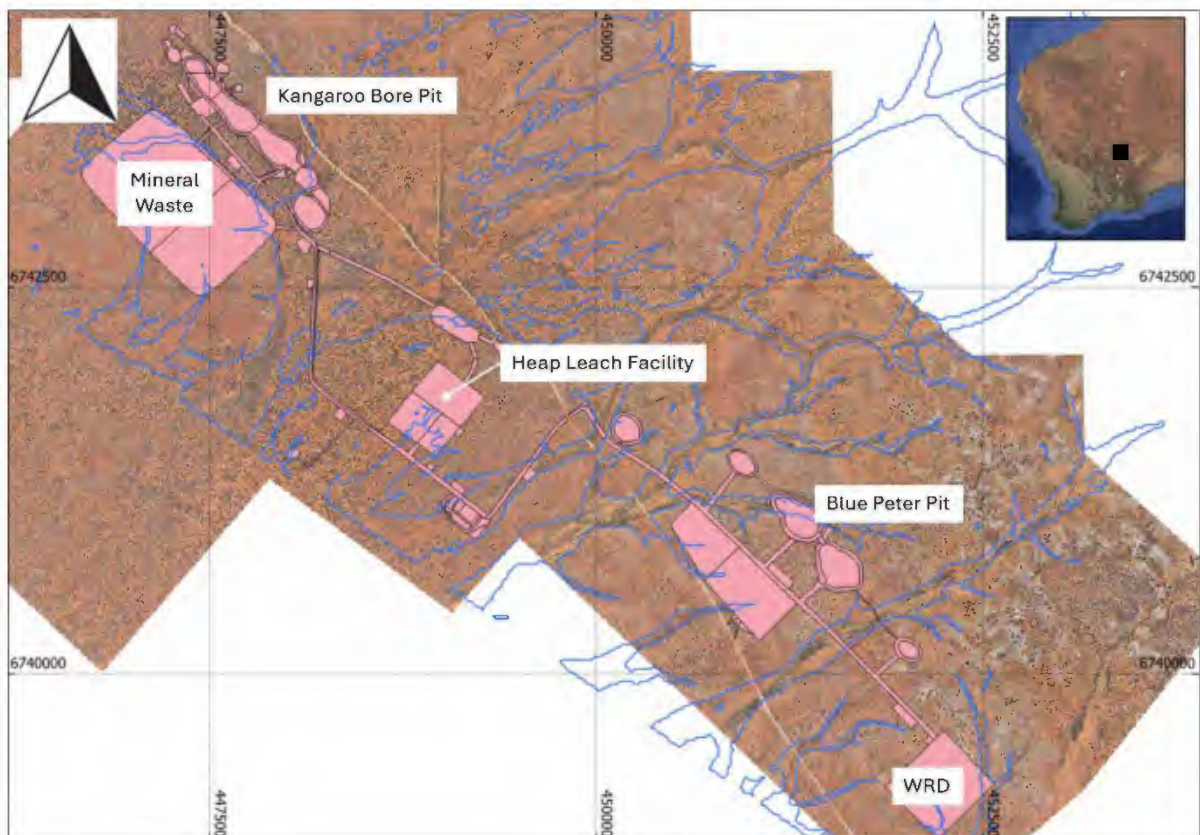 447500
450000
452500
Kangaroo Bore Pit
Mineral
Waste
6742500
6742500
Heap Leach Facility
Blue Peter Pit
6740000
6740000
WRD
447500
450000
452500